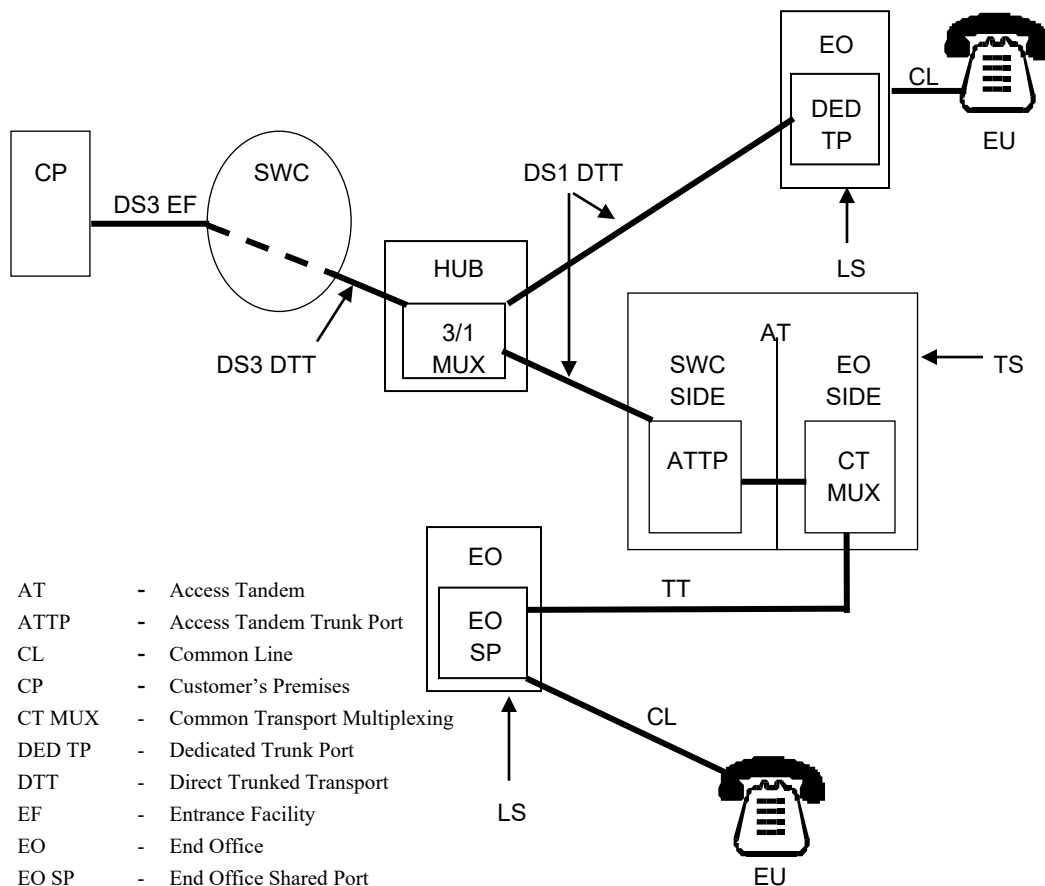 EO
DED
TP
CL
EU
CP
SWC
DS3 EF
DS1 DTT
LS
HUB
3/1
MUX
DS3 DTT
AT
SWC
SIDE
EO
SIDE
TS
ATTP
CT
MUX
EO
EO
SP
TT
CL
LS
EU
AT - Access Tandem
ATTP - Access Tandem Trunk Port
CL - Common Line
CP - Customer’s Premises
CT MUX - Common Transport Multiplexing
DED TP - Dedicated Trunk Port
DTT - Direct Trunked Transport
EF - Entrance Facility
EO - End Office
EO SP - End Office Shared Port